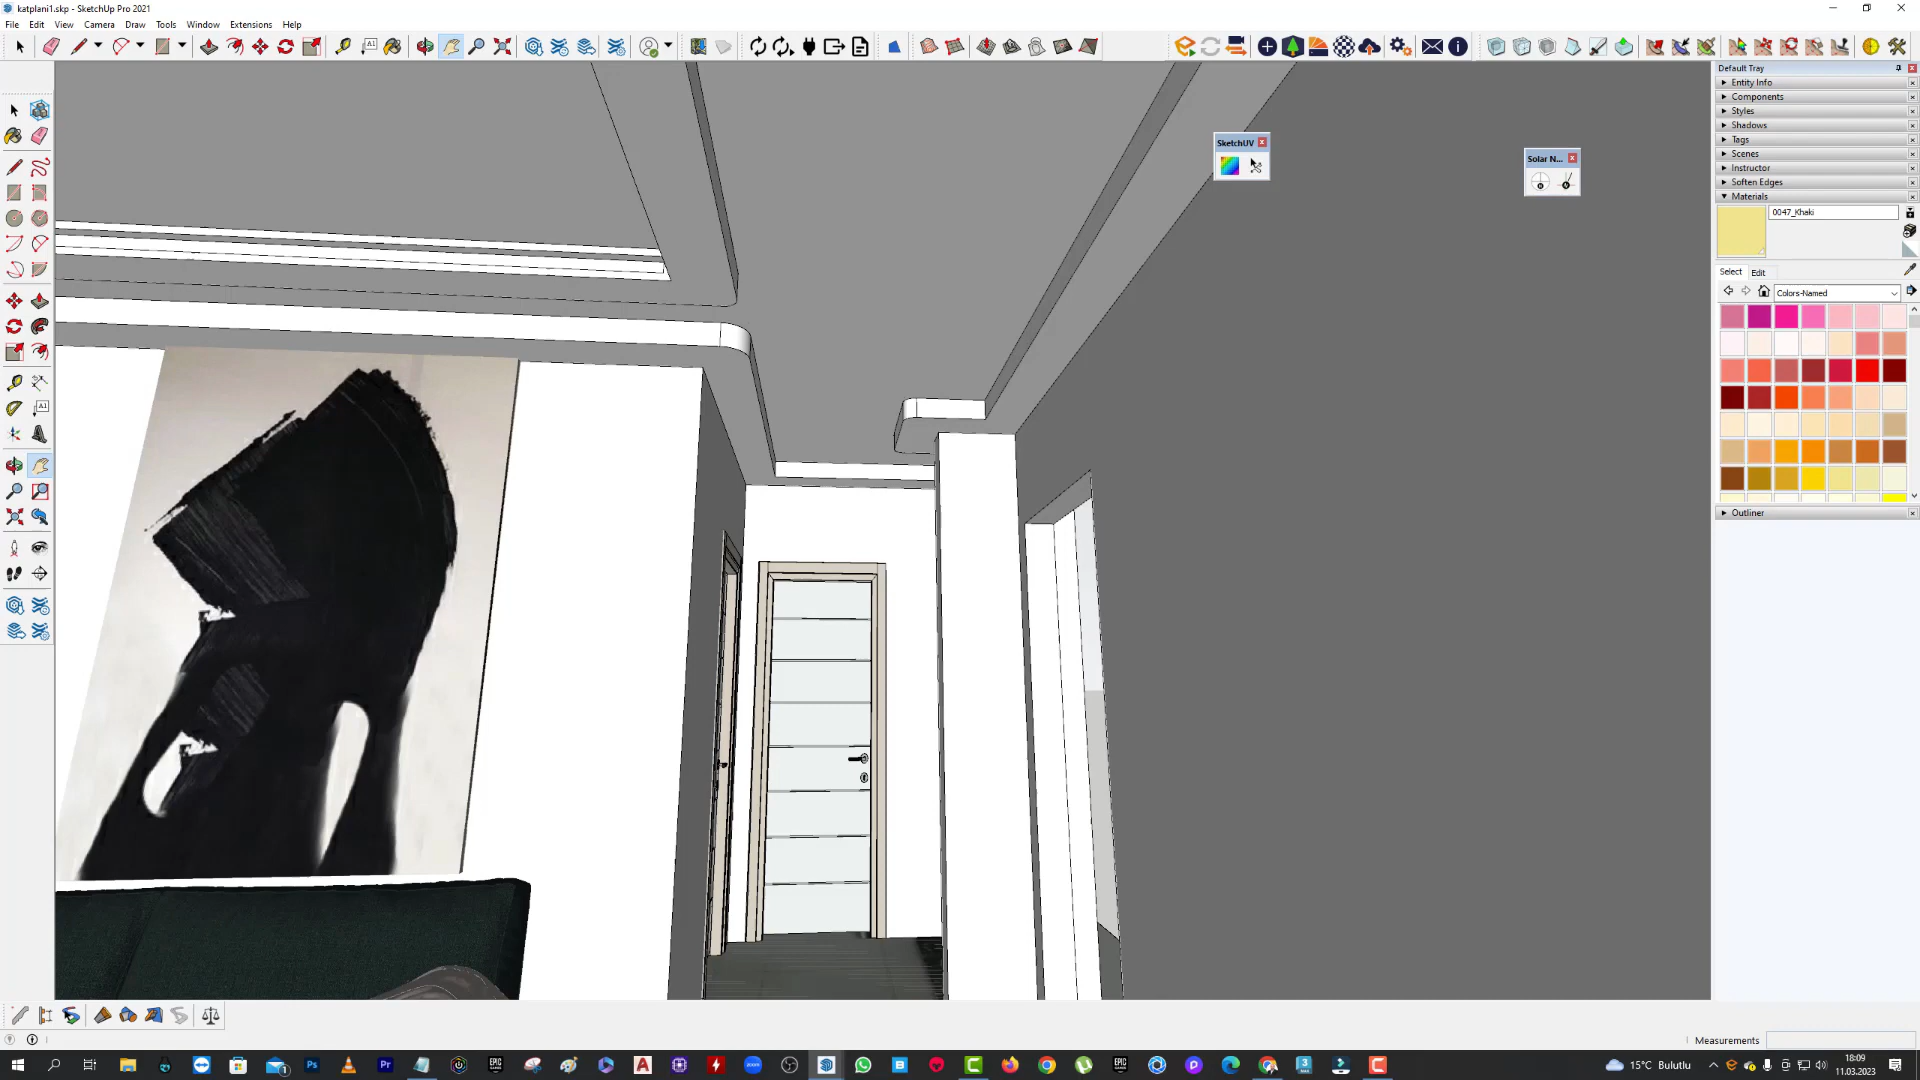 katplani1.skp - SketchUp Pro 2021
File Edit View Camera Draw Tools Window Extensions Help
Default Tray
Entity Info
Components
Styles
Shadows
Tags
Scenes
Instructor
Soften Edges
Materials
0047_Khaki
Select Edit
Colors-Named
Outliner
SketchUV
Solar N...
Measurements
15°C Bulutlu
18:09
11.03.2023